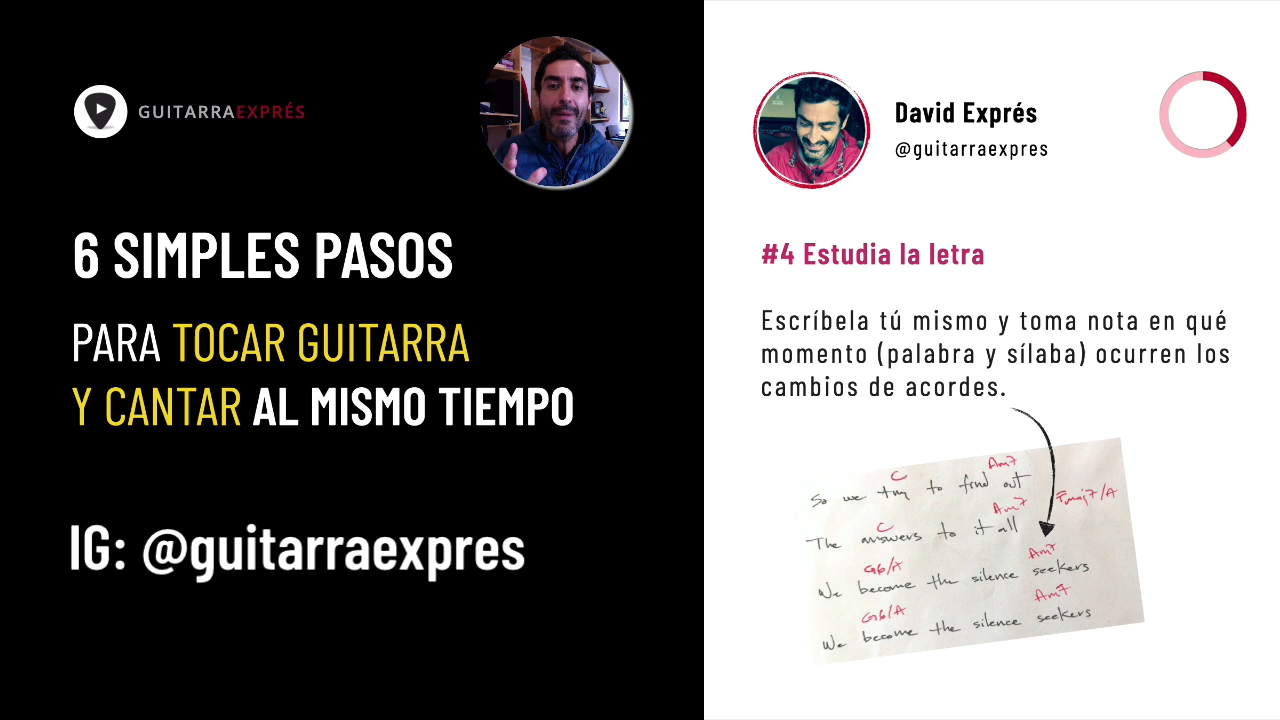 GUITARRAEXPRÉS
6 SIMPLES PASOS
PARA TOCAR GUITARRA
Y CANTAR AL MISMO TIEMPO
IG: @guitarraexpres
David Exprés
@guitarraexpres
#4 Estudia la letra
Escríbela tú mismo y toma nota en qué
momento (palabra y sílaba) ocurren los
cambios de acordes.
C Am7
So we try to find out
C Am7 Fmaj7/A
The answers to it all
G6/A Am7
We become the silence seekers
G6/A Am7
We become the silence seekers